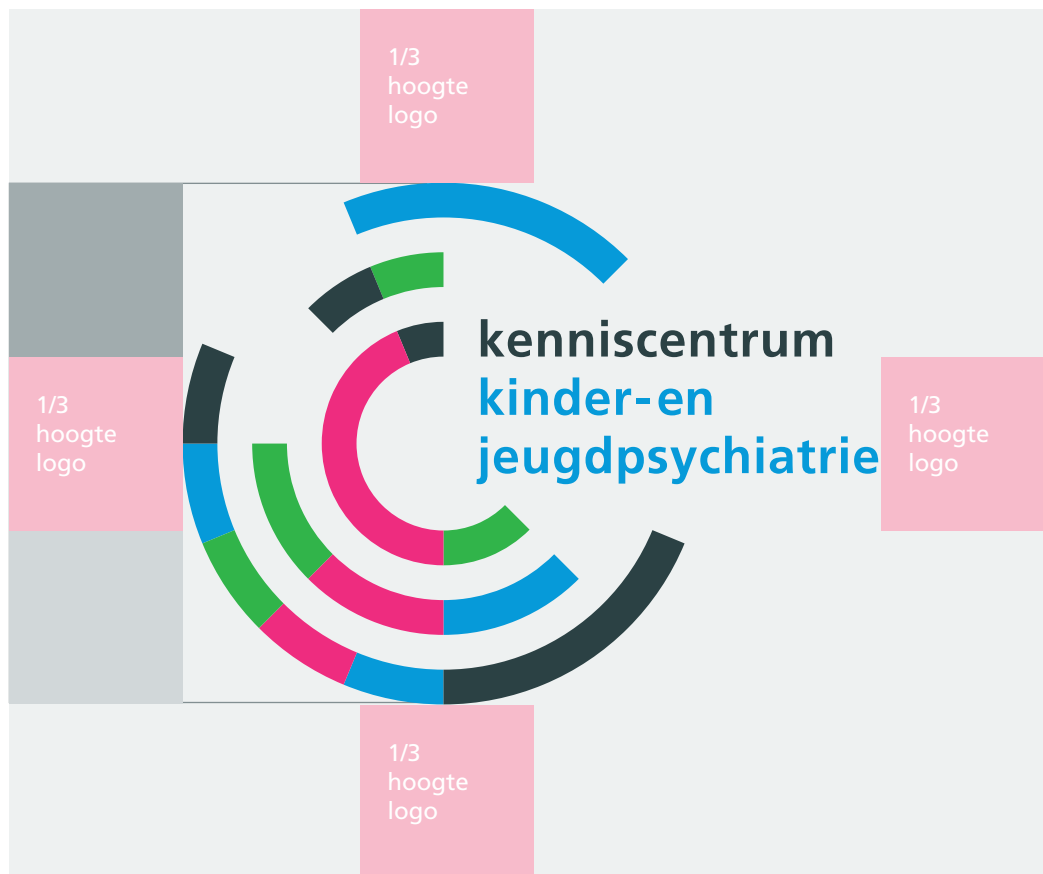 1/3
hoogte
logo
kenniscentrum
kinder-en
jeugdpsychiatrie
1/3
hoogte
logo
1/3
hoogte
logo
1/3
hoogte
logo